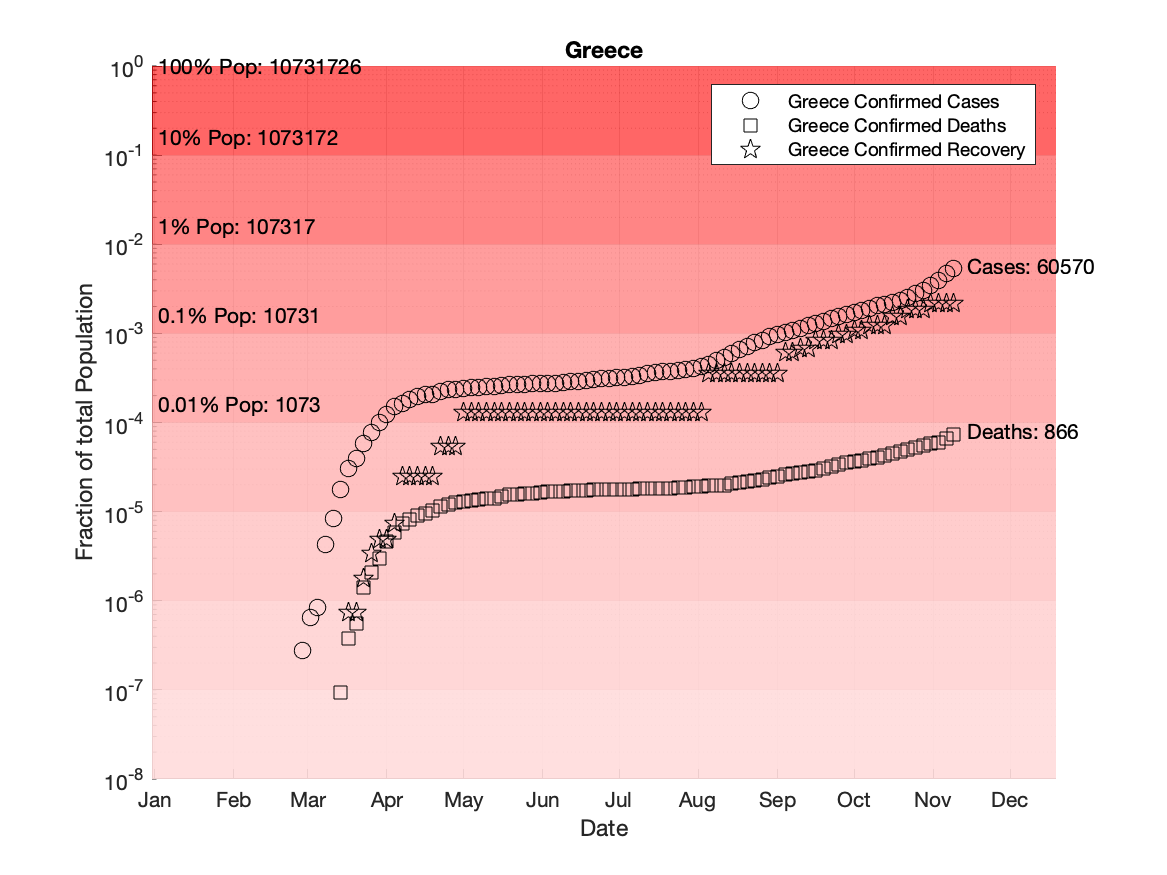 Greece
10^0
10^-1
10^-2
10^-3
10^-4
10^-5
10^-6
10^-7
10^-8
Fraction of total Population
100% Pop: 10731726
10% Pop: 1073172
1% Pop: 107317
0.1% Pop: 10731
0.01% Pop: 1073
Greece Confirmed Cases
Greece Confirmed Deaths
Greece Confirmed Recovery
Cases: 60570
Deaths: 866
Jan Feb Mar Apr May Jun Jul Aug Sep Oct Nov Dec
Date